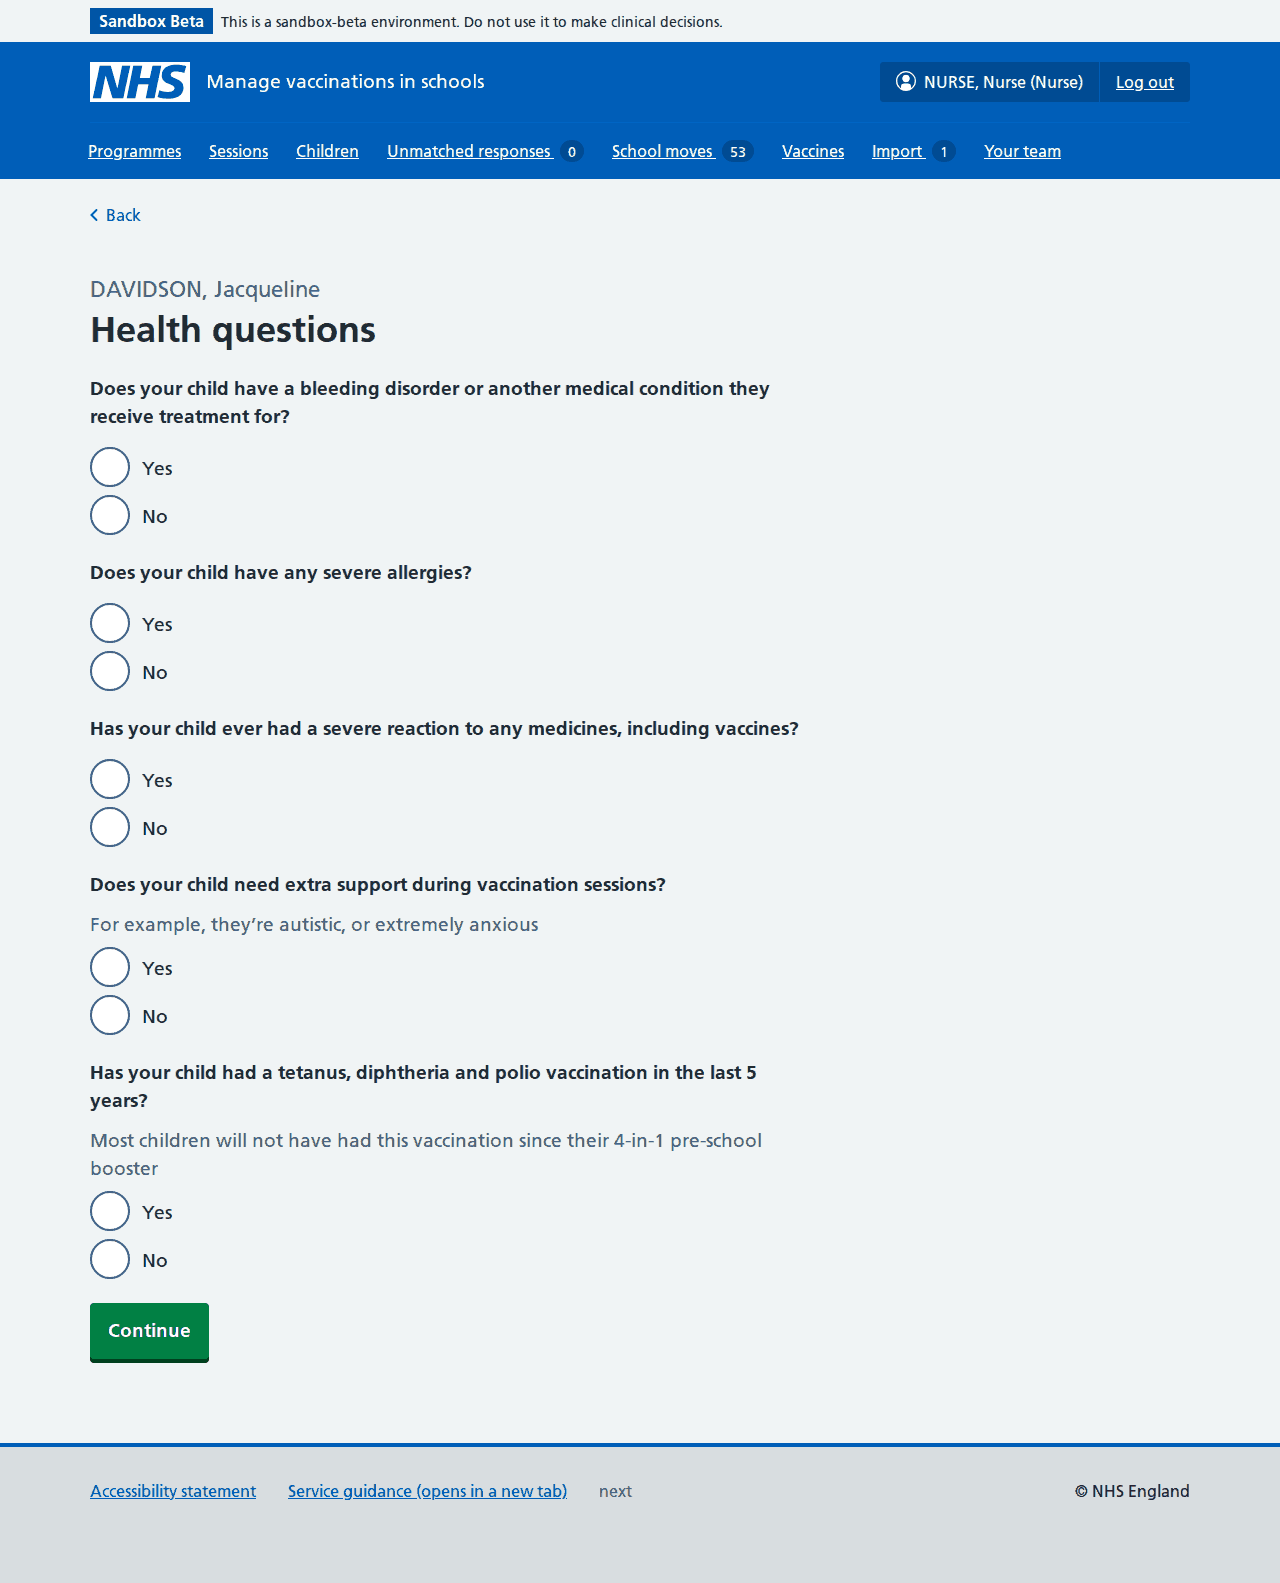 Sandbox Beta This is a sandbox-beta environment. Do not use it to make clinical decisions.
NHS Manage vaccinations in schools NURSE, Nurse (Nurse) Log out
Programmes Sessions Children Unmatched responses 0 School moves 53 Vaccines Import 1 Your team
Back
DAVIDSON, Jacqueline
Health questions
Does your child have a bleeding disorder or another medical condition they
receive treatment for?
Yes
No
Does your child have any severe allergies?
Yes
No
Has your child ever had a severe reaction to any medicines, including vaccines?
Yes
No
Does your child need extra support during vaccination sessions?
For example, they’re autistic, or extremely anxious
Yes
No
Has your child had a tetanus, diphtheria and polio vaccination in the last 5
years?
Most children will not have had this vaccination since their 4-in-1 pre-school
booster
Yes
No
Continue
Accessibility statement Service guidance (opens in a new tab) next © NHS England